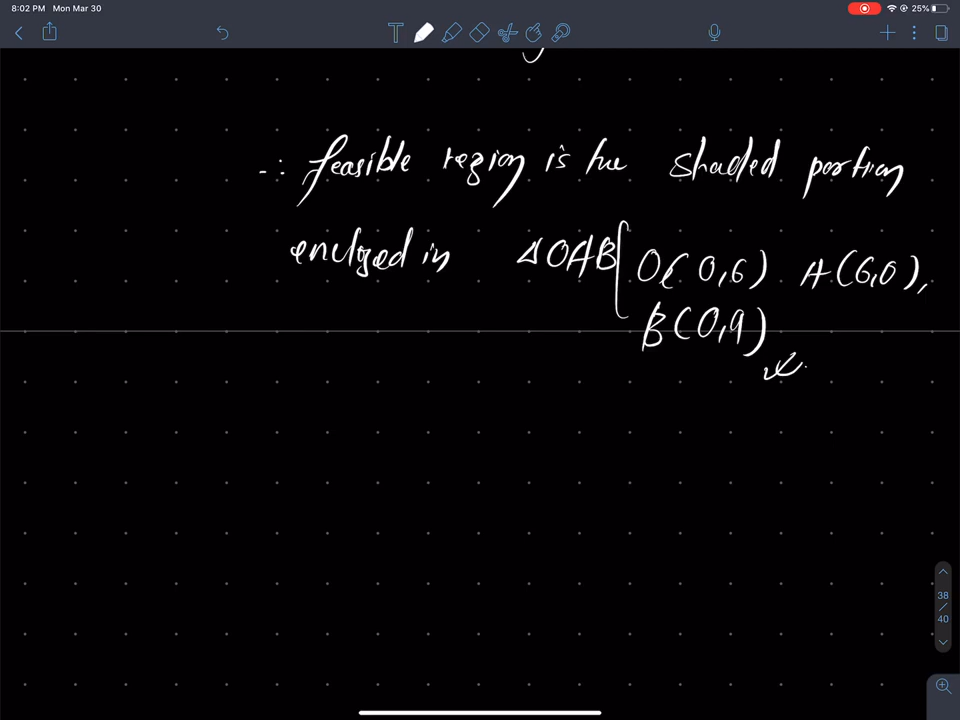 8:02 PM Mon Mar 30 25%
∴ feasible region is the shaded portion
enclosed in ΔOAB { O(0,6) A(6,0),
B(0,9)
38
/
40